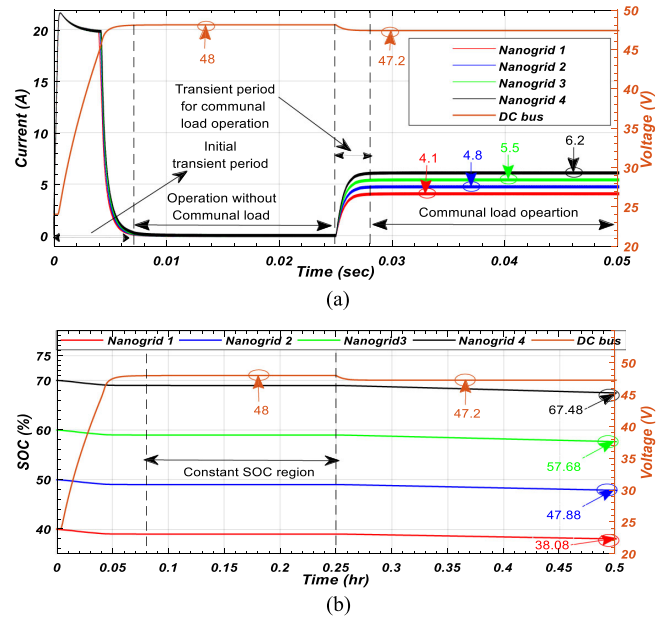 20
15
10
5
0
Current (A)
50
45
40
35
30
25
20
Voltage (V)
48
47.2
Nanogrid 1
Nanogrid 2
Nanogrid 3
Nanogrid 4
DC bus
Transient period
for communal
load operation
Initial
transient period
Operation without
Communal load
4.1
4.8
5.5
6.2
Communal load opeartion
0
0.01
0.02
0.03
0.04
0.05
Time (sec)
(a)
Nanogrid 1
Nanogrid 2
Nanogrid3
Nanogrid 4
DC bus
75
70
60
50
40
SOC (%)
50
45
40
35
30
25
20
Voltage (V)
48
47.2
67.48
Constant SOC region
57.68
47.88
38.08
0
0.05
0.1
0.15
0.2
0.25
0.3
0.35
0.4
0.45
0.5
Time (hr)
(b)